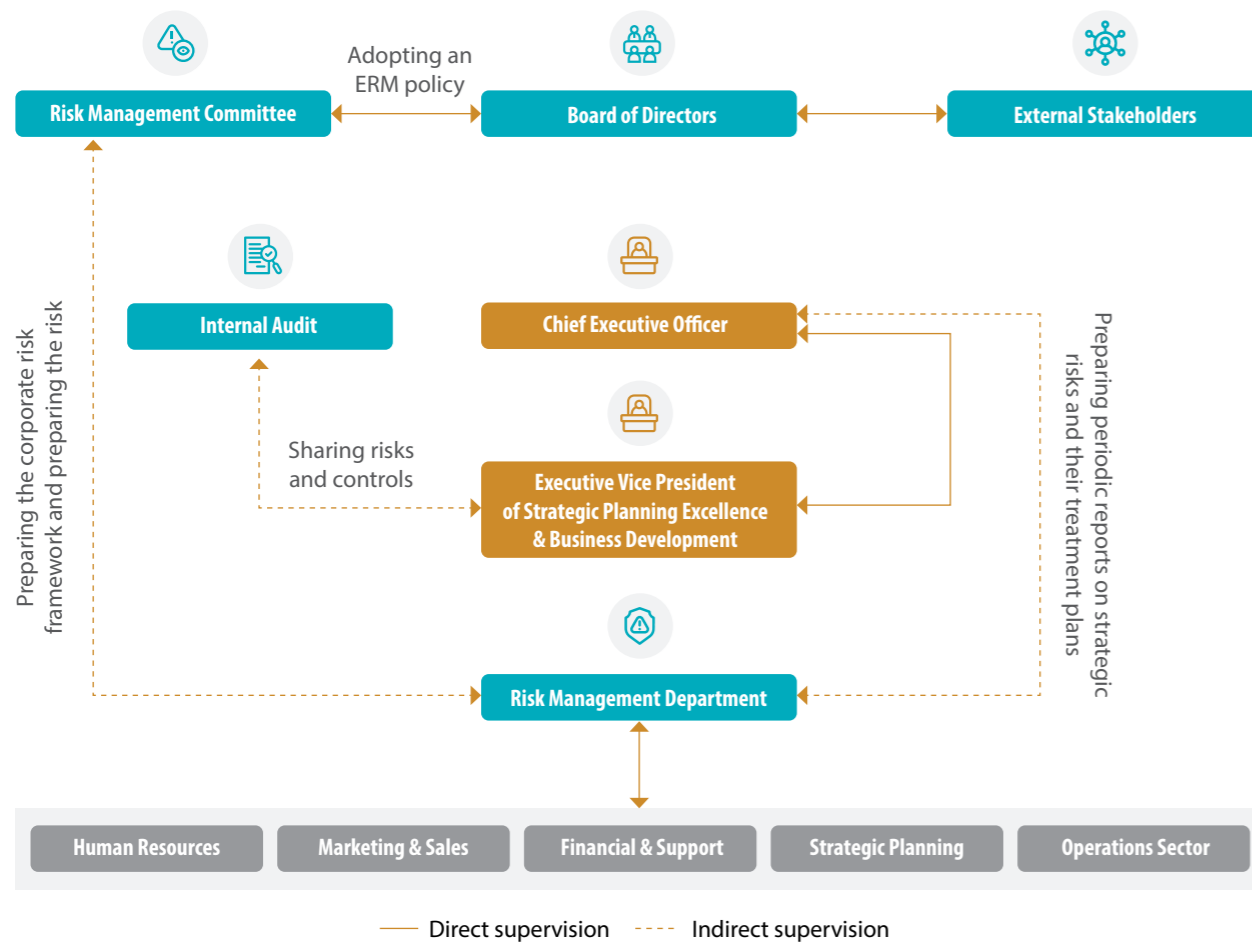 Adopting an
ERM policy
Risk Management Committee
Board of Directors
External Stakeholders
Internal Audit
Chief Executive Officer
Preparing the corporate risk
framework and preparing the risk
Sharing risks
and controls
Executive Vice President
of Strategic Planning Excellence
& Business Development
Preparing periodic reports on strategic
risks and their treatment plans
Risk Management Department
Human Resources
Marketing & Sales
Financial & Support
Strategic Planning
Operations Sector
Direct supervision
Indirect supervision